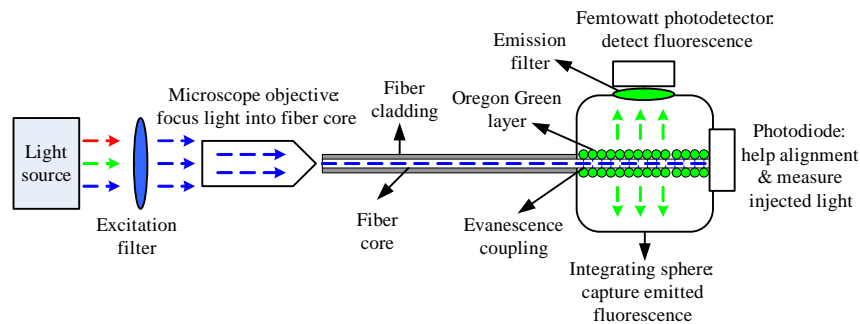 Light
source
Excitation
filter
Microscope objective:
focus light into fiber core
Fiber
cladding
Fiber
core
Emission
filter
Oregon Green
layer
Evanescence
coupling
Femtowatt photodetector:
detect fluorescence
Photodiode:
help alignment
& measure
injected light
Integrating sphere:
capture emitted
fluorescence